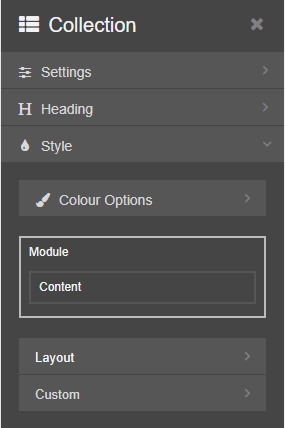 Collection
Settings
Heading
Style
Colour Options
Module
Content
Layout
Custom